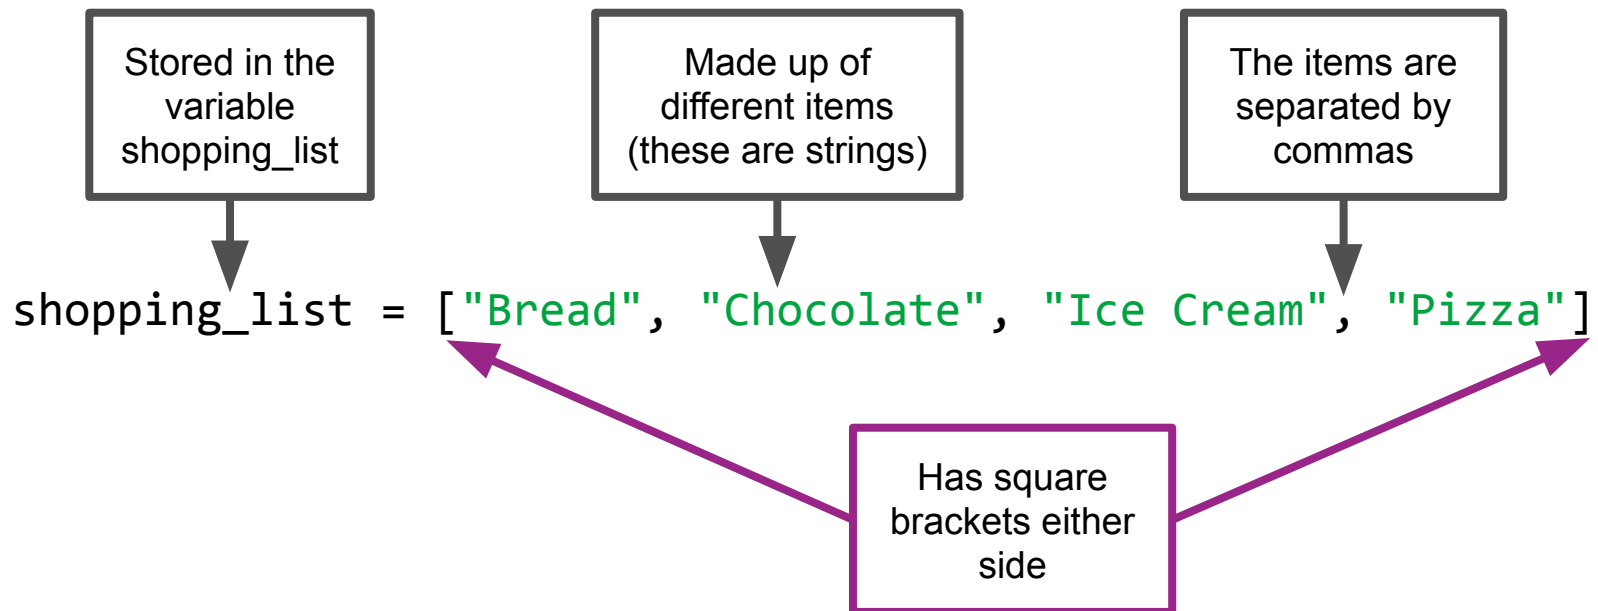 Stored in the
variable
shopping_list
Made up of
different items
(these are strings)
The items are
separated by
commas
shopping_list = ["Bread", "Chocolate", "Ice Cream", "Pizza"]
Has square
brackets either
side